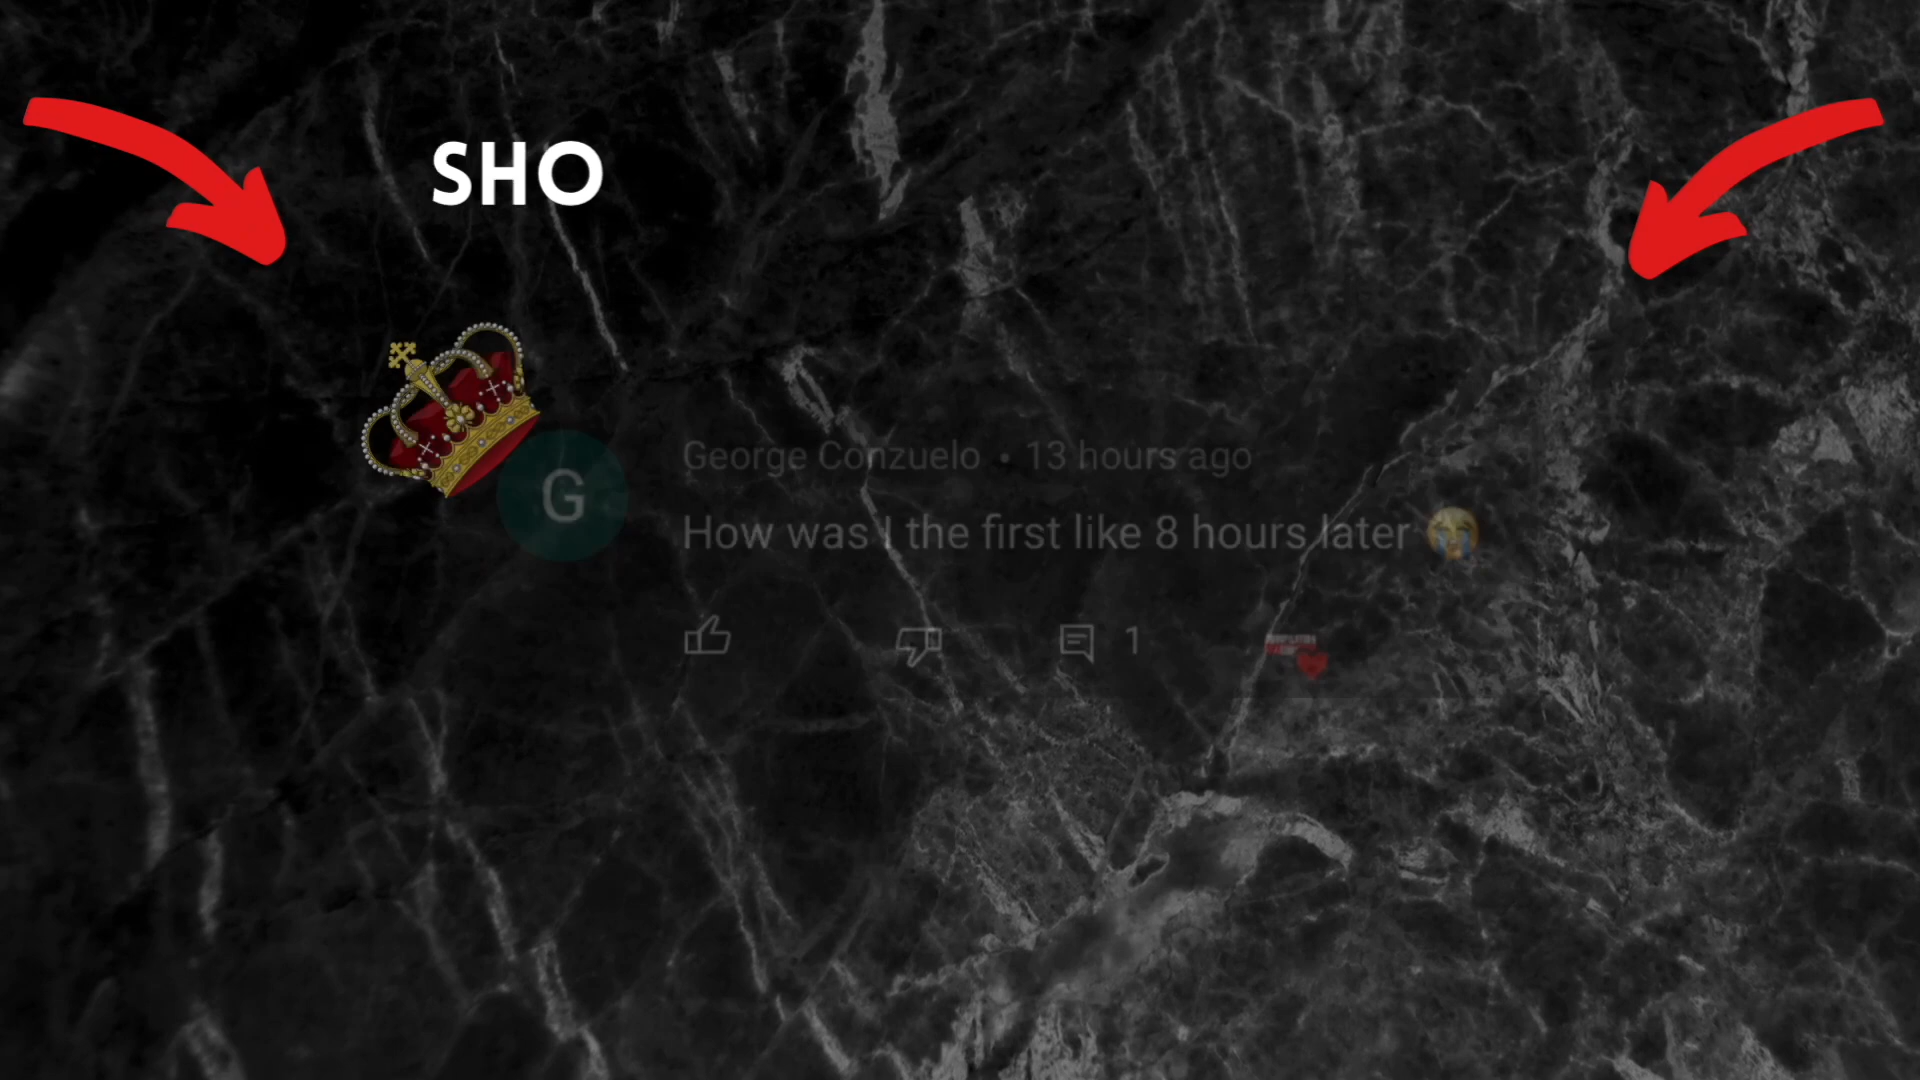 SHO
George Conzuelo • 13 hours ago
G
How was I the first like 8 hours later 😭
1